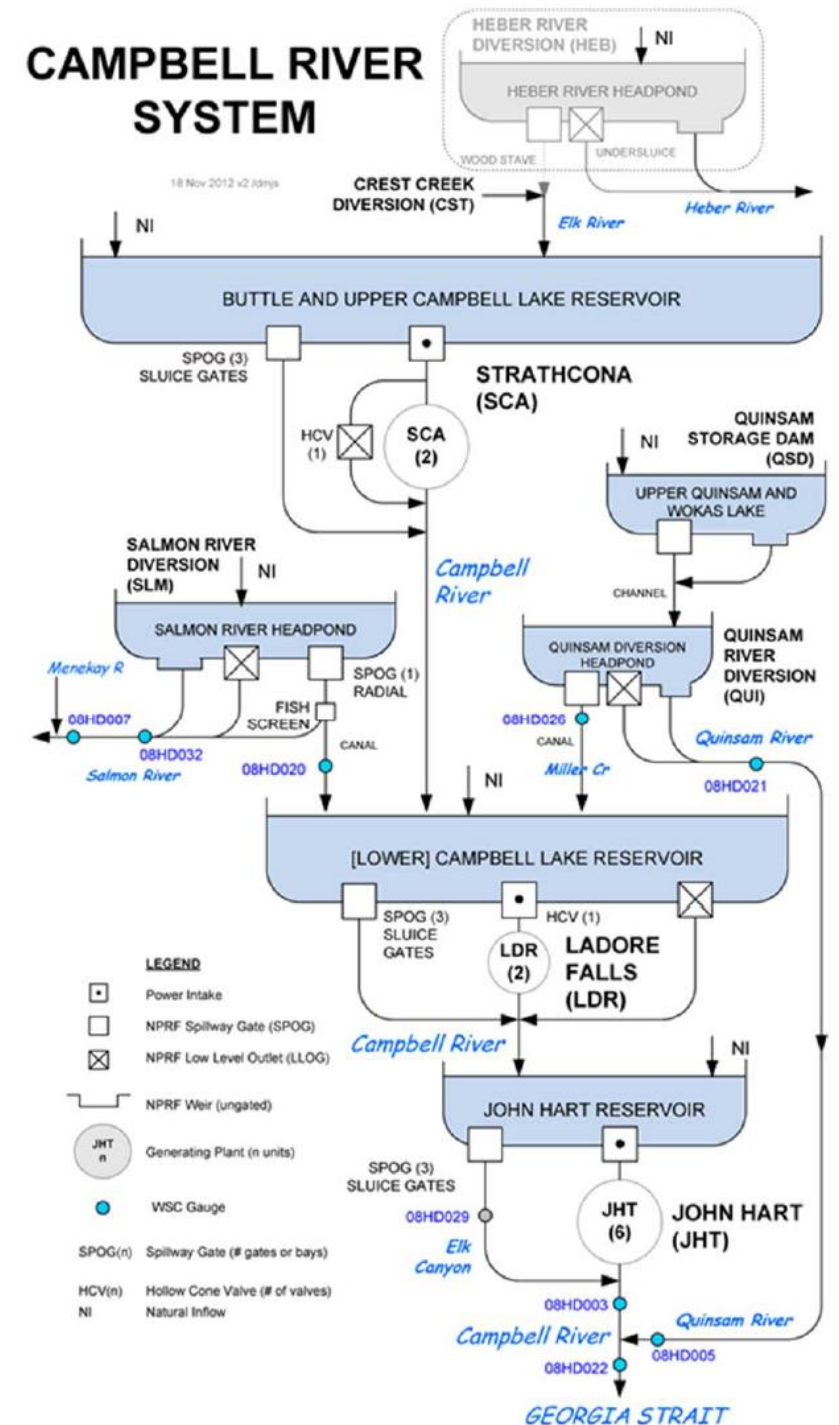 CAMPBELL RIVER
SYSTEM
18 Nov 2012 v2 /dmjs
HEBER RIVER
DIVERSION (HEB)
NI
HEBER RIVER HEADPOND
WOOD STAVE
UNDERSLUICE
CREST CREEK
DIVERSION (CST)
Elk River
Heber River
NI
BUTTLE AND UPPER CAMPBELL LAKE RESERVOIR
SPOG (3)
SLUICE GATES
STRATHCONA
(SCA)
HCV
(1)
SCA
(2)
QUINSAM
STORAGE DAM
(QSD)
NI
UPPER QUINSAM AND
WOKAS LAKE
CHANNEL
Campbell
River
SALMON RIVER
DIVERSION
(SLM)
NI
SALMON RIVER HEADPOND
SPOG (1)
RADIAL
FISH
SCREEN
CANAL
Menekay R
08HD007
08HD032
Salmon River
08HD020
QUINSAM DIVERSION
HEADPOND
QUINSAM
RIVER
DIVERSION
(QUI)
08HD026
CANAL
Miller Cr
Quinsam River
08HD021
NI
[LOWER] CAMPBELL LAKE RESERVOIR
SPOG (3)
SLUICE
GATES
HCV (1)
LDR
(2)
LADORE
FALLS
(LDR)
Campbell River
NI
JOHN HART RESERVOIR
SPOG (3)
SLUICE GATES
08HD029
Elk
Canyon
JHT
(6)
JOHN HART
(JHT)
08HD003
Campbell River
Quinsam River
08HD005
08HD022
GEORGIA STRAIT
LEGEND
Power Intake
NPRF Spillway Gate (SPOG)
NPRF Low Level Outlet (LLOG)
NPRF Weir (ungated)
JHT
n
Generating Plant (n units)
WSC Gauge
SPOG(n) Spillway Gate (# gates or bays)
HCV(n) Hollow Cone Valve (# of valves)
NI Natural Inflow